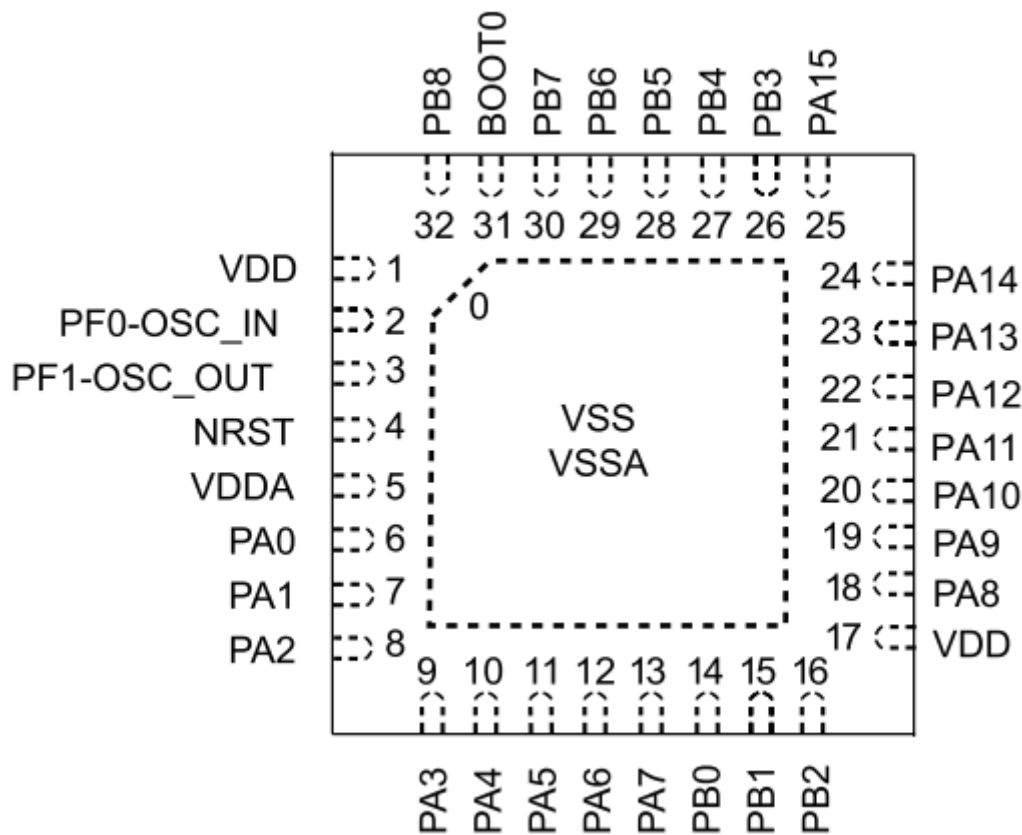 PB8
BOOT0
PB7
PB6
PB5
PB4
PB3
PA15
32 31 30 29 28 27 26 25
VDD 1
PF0-OSC_IN 2
PF1-OSC_OUT 3
NRST 4
VDDA 5
PA0 6
PA1 7
PA2 8
0
VSS
VSSA
24 PA14
23 PA13
22 PA12
21 PA11
20 PA10
19 PA9
18 PA8
17 VDD
9 10 11 12 13 14 15 16
PA3
PA4
PA5
PA6
PA7
PB0
PB1
PB2